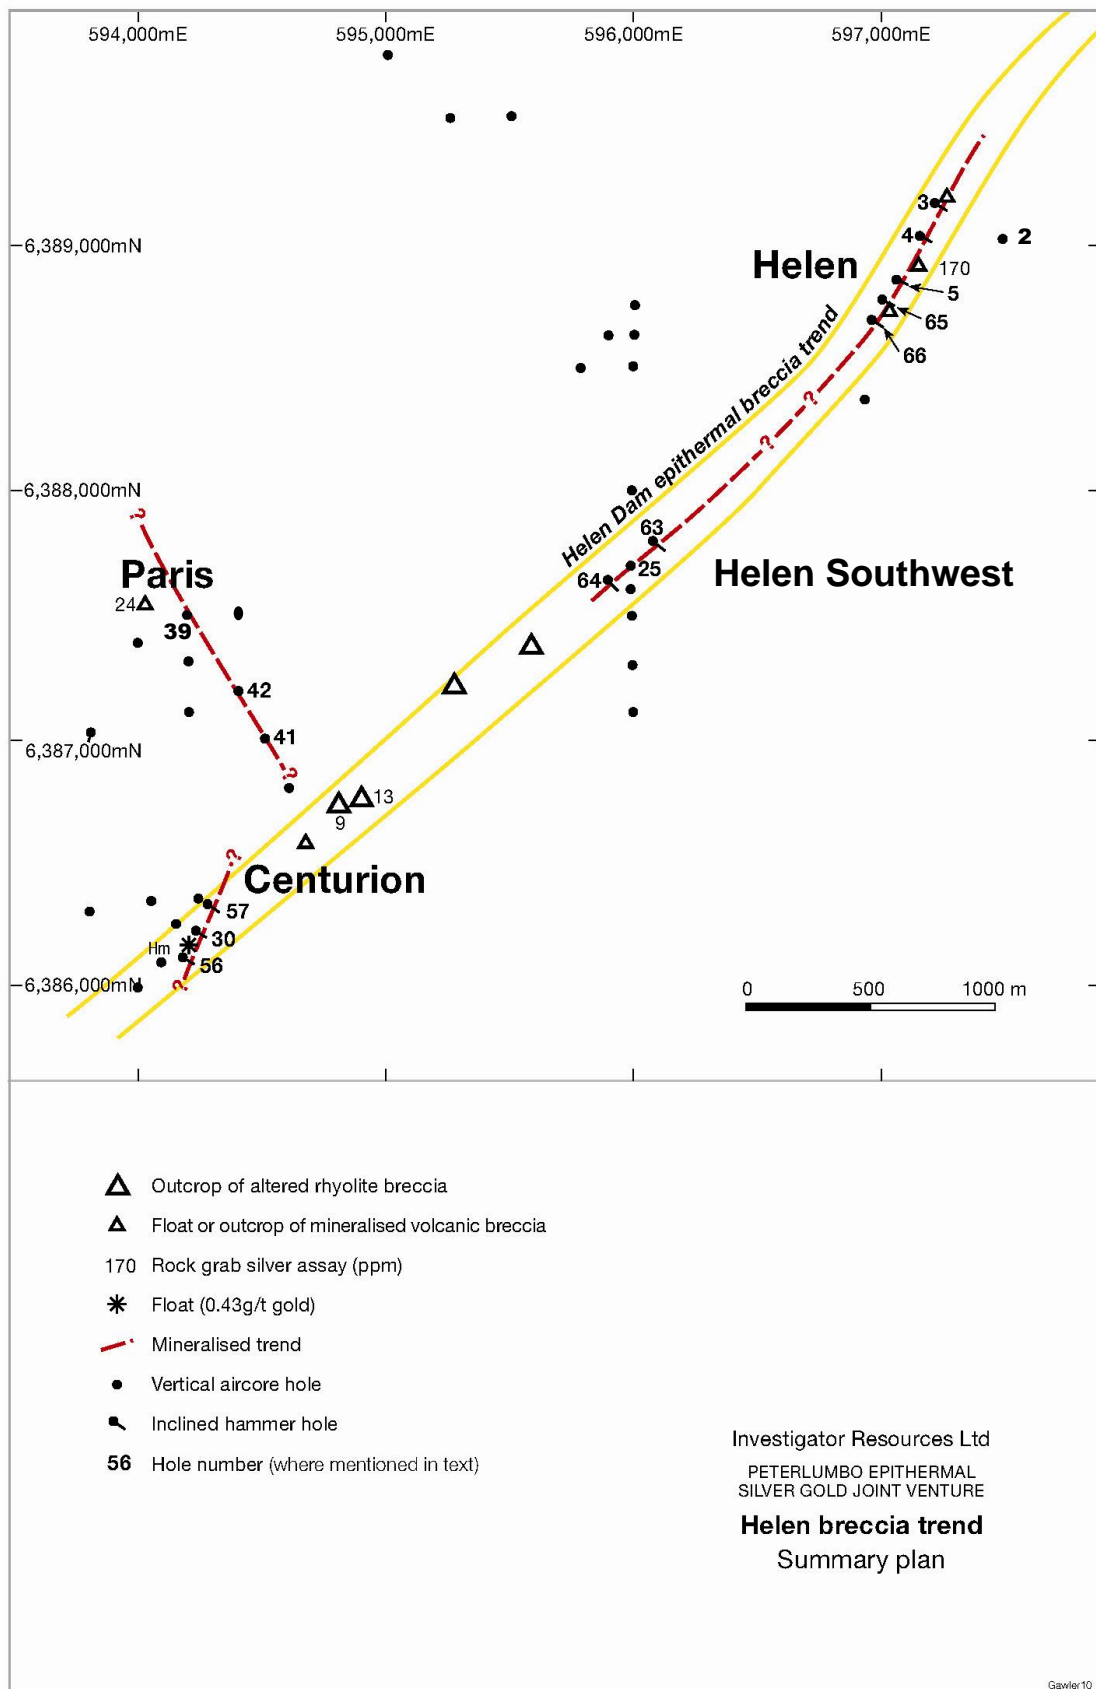 594,000mE
595,000mE
596,000mE
597,000mE
3
6,389,000mN
4
2
Helen
170
5
65
66
Helen Dam epithermal breccia trend
?
?
6,388,000mN
?
63
Paris
25
Helen Southwest
64
24
39
42
41
6,387,000mN
?
13
9
?
Centurion
57
30
Hm
56
6,386,000mN
?
0 500 1000 m
Outcrop of altered rhyolite breccia
Float or outcrop of mineralised volcanic breccia
170 Rock grab silver assay (ppm)
Float (0.43g/t gold)
Mineralised trend
Vertical aircore hole
Inclined hammer hole
56 Hole number (where mentioned in text)
Investigator Resources Ltd
PETERLUMBO EPITHERMAL
SILVER GOLD JOINT VENTURE
Helen breccia trend
Summary plan
Gawler10